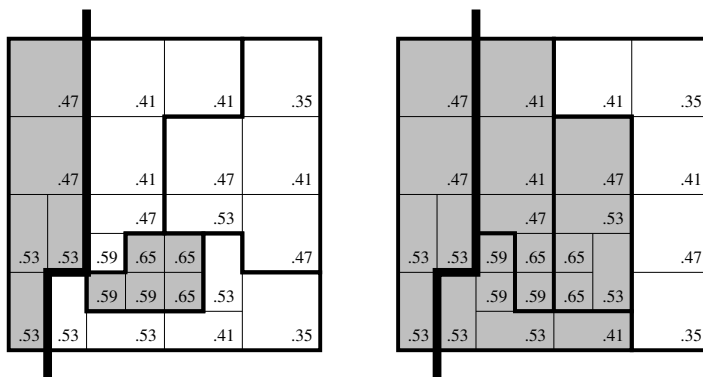 .47 .41 .41 .35 .47 .41 .41 .35
.47 .41 .47 .41 .47 .41 .47 .41
.47 .53 .47 .53
.53 .53 .59 .65 .65 .47 .53 .53 .59 .65 .65 .47
.59 .59 .65 .53 .59 .59 .65 .53
.53 .53 .53 .41 .35 .53 .53 .53 .41 .35